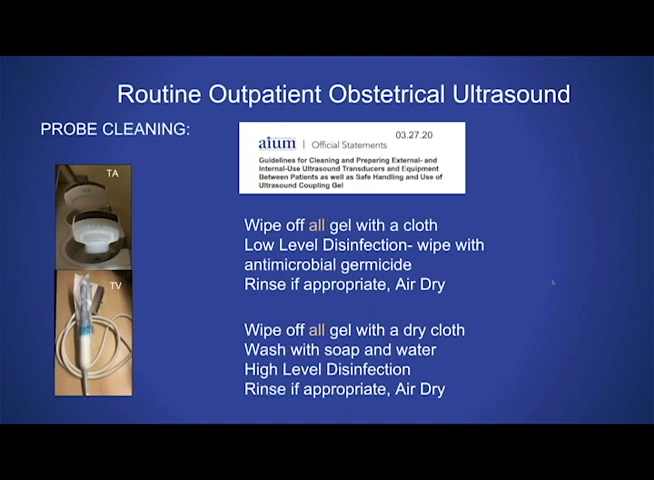 Routine Outpatient Obstetrical Ultrasound
PROBE CLEANING:
03.27.20
aium | Official Statements
Guidelines for Cleaning and Preparing External- and
Internal-Use Ultrasound Transducers and Equipment
Between Patients as well as Safe Handling and Use of
Ultrasound Coupling Gel
TA
Wipe off all gel with a cloth
Low Level Disinfection- wipe with
antimicrobial germicide
Rinse if appropriate, Air Dry
TV
Wipe off all gel with a dry cloth
Wash with soap and water
High Level Disinfection
Rinse if appropriate, Air Dry